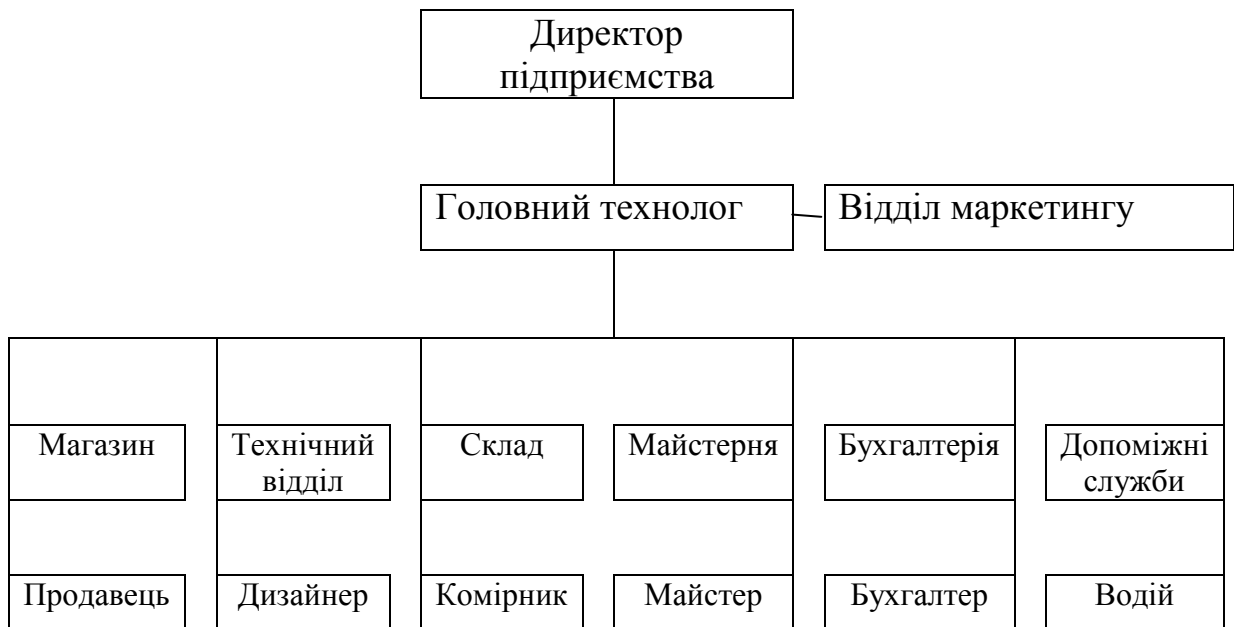 Директор
підприємства
Головний технолог
Відділ маркетингу
Магазин
Технічний
відділ
Склад
Майстерня
Бухгалтерія
Допоміжні
служби
Продавець
Дизайнер
Комірник
Майстер
Бухгалтер
Водій